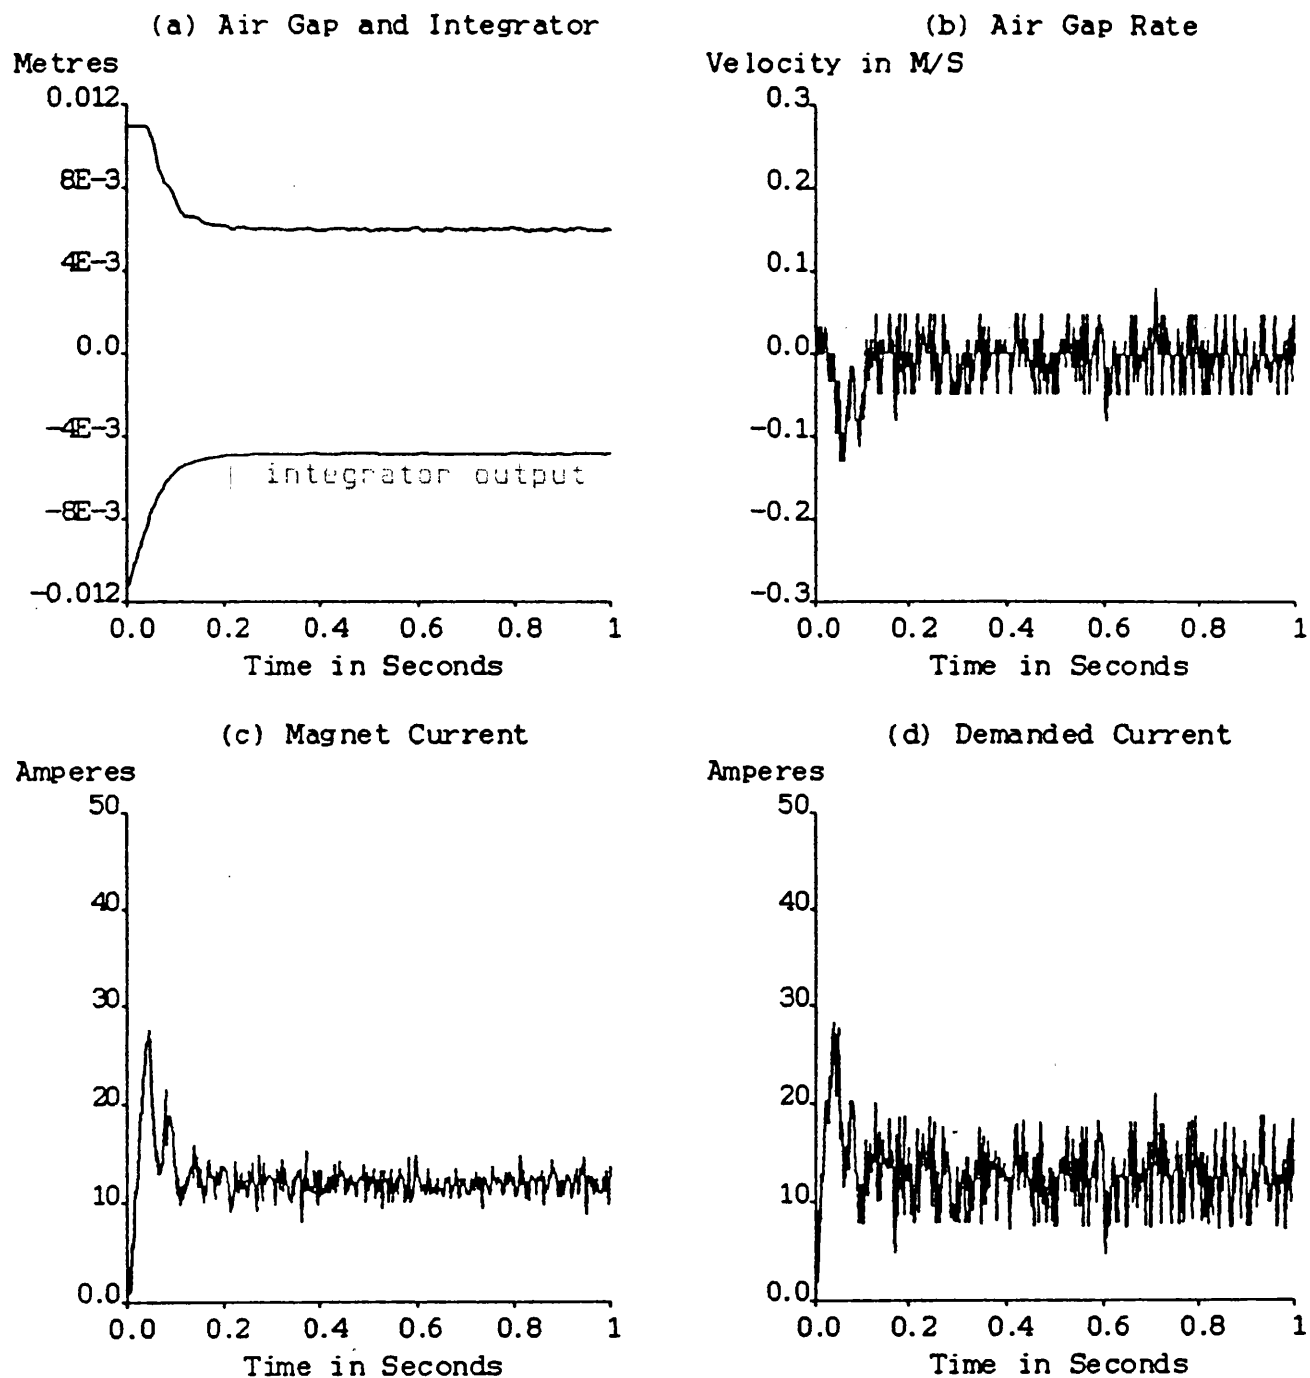 (a) Air Gap and Integrator
Metres
0.012
8E-3
4E-3
0.0
-4E-3
-8E-3
-0.012
integrator output
0.0 0.2 0.4 0.6 0.8 1
Time in Seconds
(b) Air Gap Rate
Velocity in M/S
0.3
0.2
0.1
0.0
-0.1
-0.2
-0.3
0.0 0.2 0.4 0.6 0.8 1
Time in Seconds
(c) Magnet Current
Amperes
50
40
30
20
10
0.0
0.0 0.2 0.4 0.6 0.8 1
Time in Seconds
(d) Demanded Current
Amperes
50
40
30
20
10
0.0
0.0 0.2 0.4 0.6 0.8 1
Time in Seconds